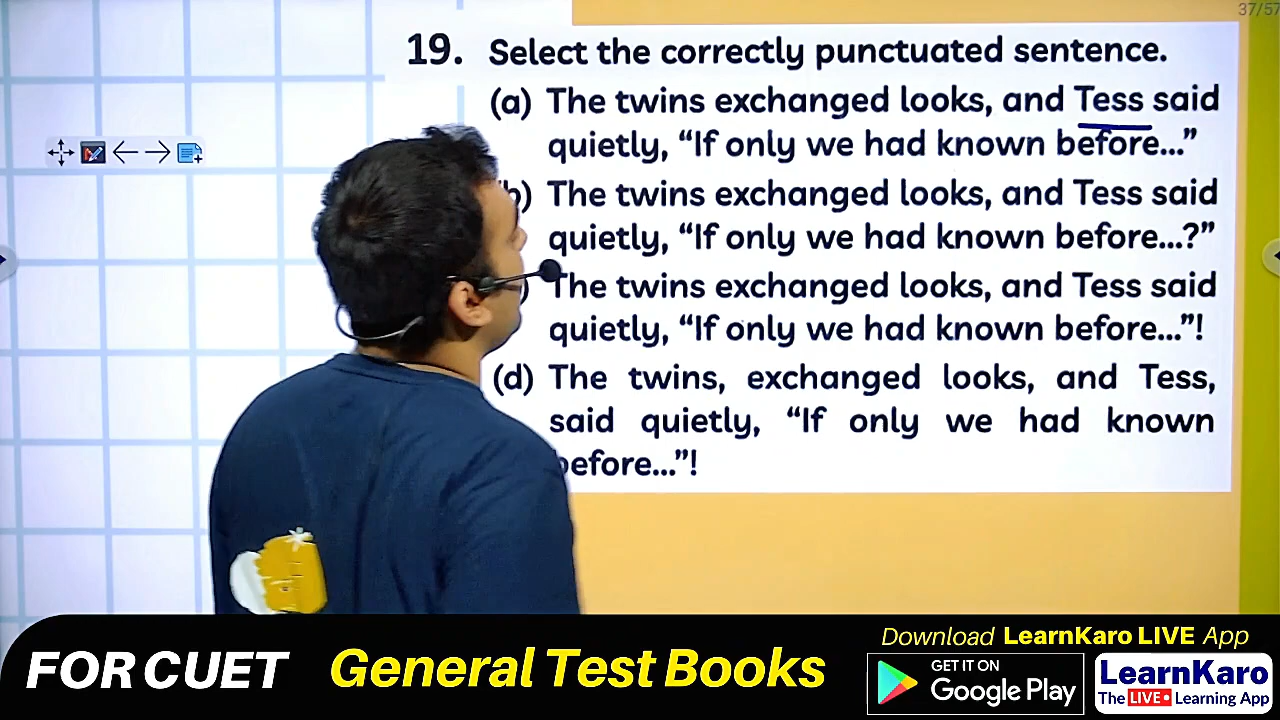 37/57
19. Select the correctly punctuated sentence.
(a) The twins exchanged looks, and Tess said
quietly, “If only we had known before...”
b) The twins exchanged looks, and Tess said
quietly, “If only we had known before...?”
) The twins exchanged looks, and Tess said
quietly, “If only we had known before...”!
(d) The twins, exchanged looks, and Tess,
said quietly, “If only we had known
before...”!
FOR CUET General Test Books
Download LearnKaro LIVE App
GET IT ON
Google Play
LearnKaro
The LIVE Learning App